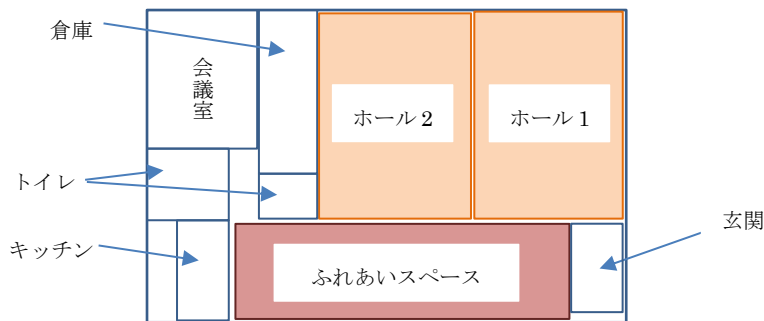 倉庫
会議室
ホール2
ホール1
トイレ
玄関
キッチン
ふれあいスペース